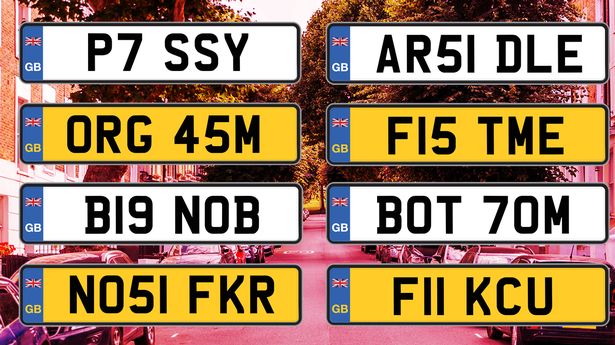 GB P7 SSY
GB AR51 DLE
GB ORG 45M
GB F15 TME
GB B19 NOB
GB BOT 70M
GB NO51 FKR
GB F11 KCU